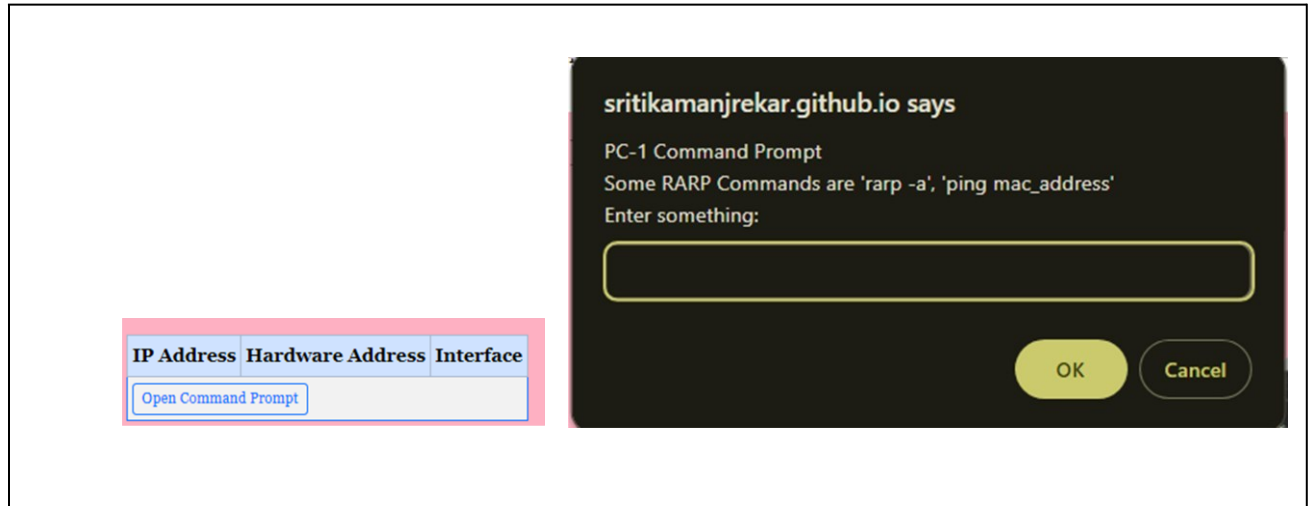 IP Address Hardware Address Interface
Open Command Prompt
sritikamanjrekar.github.io says
PC-1 Command Prompt
Some RARP Commands are 'rarp -a', 'ping mac_address'
Enter something:
OK Cancel